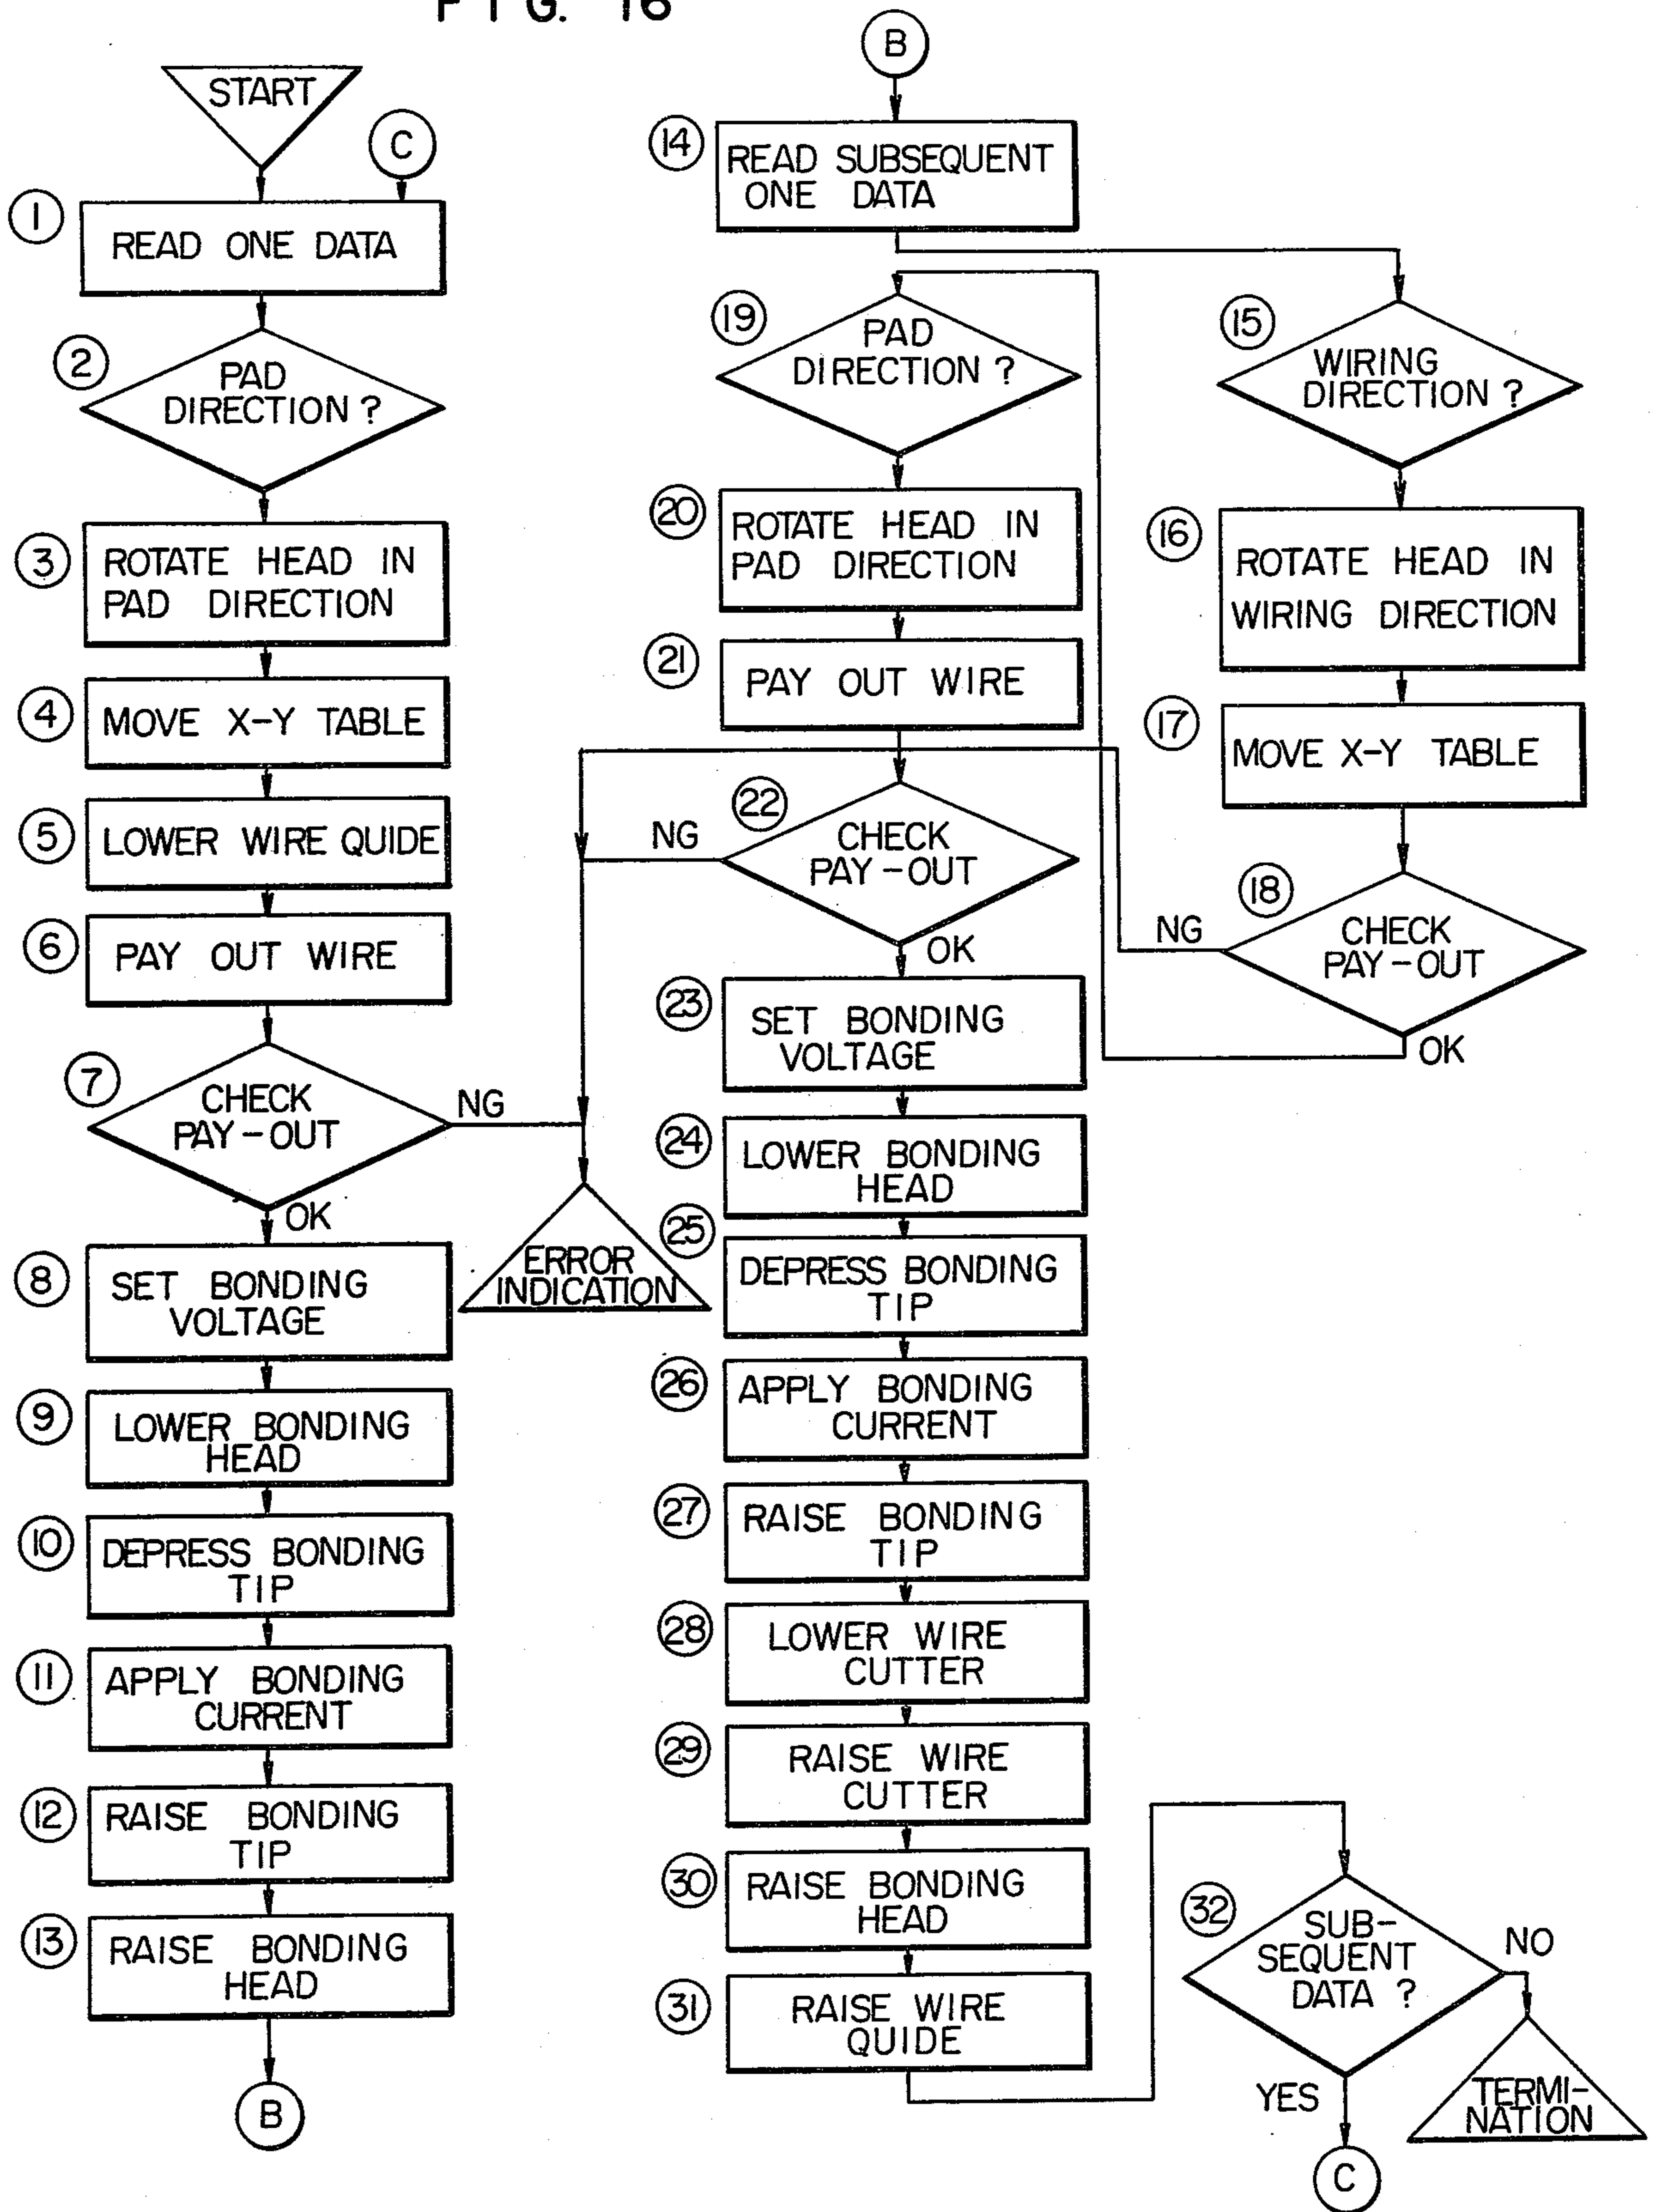 FIG. 16
START
C
1
READ ONE DATA
2
PAD
DIRECTION ?
3
ROTATE HEAD IN
PAD DIRECTION
4
MOVE X-Y TABLE
5
LOWER WIRE QUIDE
6
PAY OUT WIRE
7
CHECK
PAY-OUT
NG
OK
ERROR
INDICATION
8
SET BONDING
VOLTAGE
9
LOWER BONDING
HEAD
10
DEPRESS BONDING
TIP
11
APPLY BONDING
CURRENT
12
RAISE BONDING
TIP
13
RAISE BONDING
HEAD
B
B
14
READ SUBSEQUENT
ONE DATA
15
WIRING
DIRECTION ?
16
ROTATE HEAD IN
WIRING DIRECTION
17
MOVE X-Y TABLE
18
CHECK
PAY-OUT
NG
OK
19
PAD
DIRECTION ?
20
ROTATE HEAD IN
PAD DIRECTION
21
PAY OUT WIRE
22
CHECK
PAY-OUT
NG
OK
23
SET BONDING
VOLTAGE
24
LOWER BONDING
HEAD
25
DEPRESS BONDING
TIP
26
APPLY BONDING
CURRENT
27
RAISE BONDING
TIP
28
LOWER WIRE
CUTTER
29
RAISE WIRE
CUTTER
30
RAISE BONDING
HEAD
31
RAISE WIRE
QUIDE
32
SUB-
SEQUENT
DATA ?
NO
TERMI-
NATION
YES
C